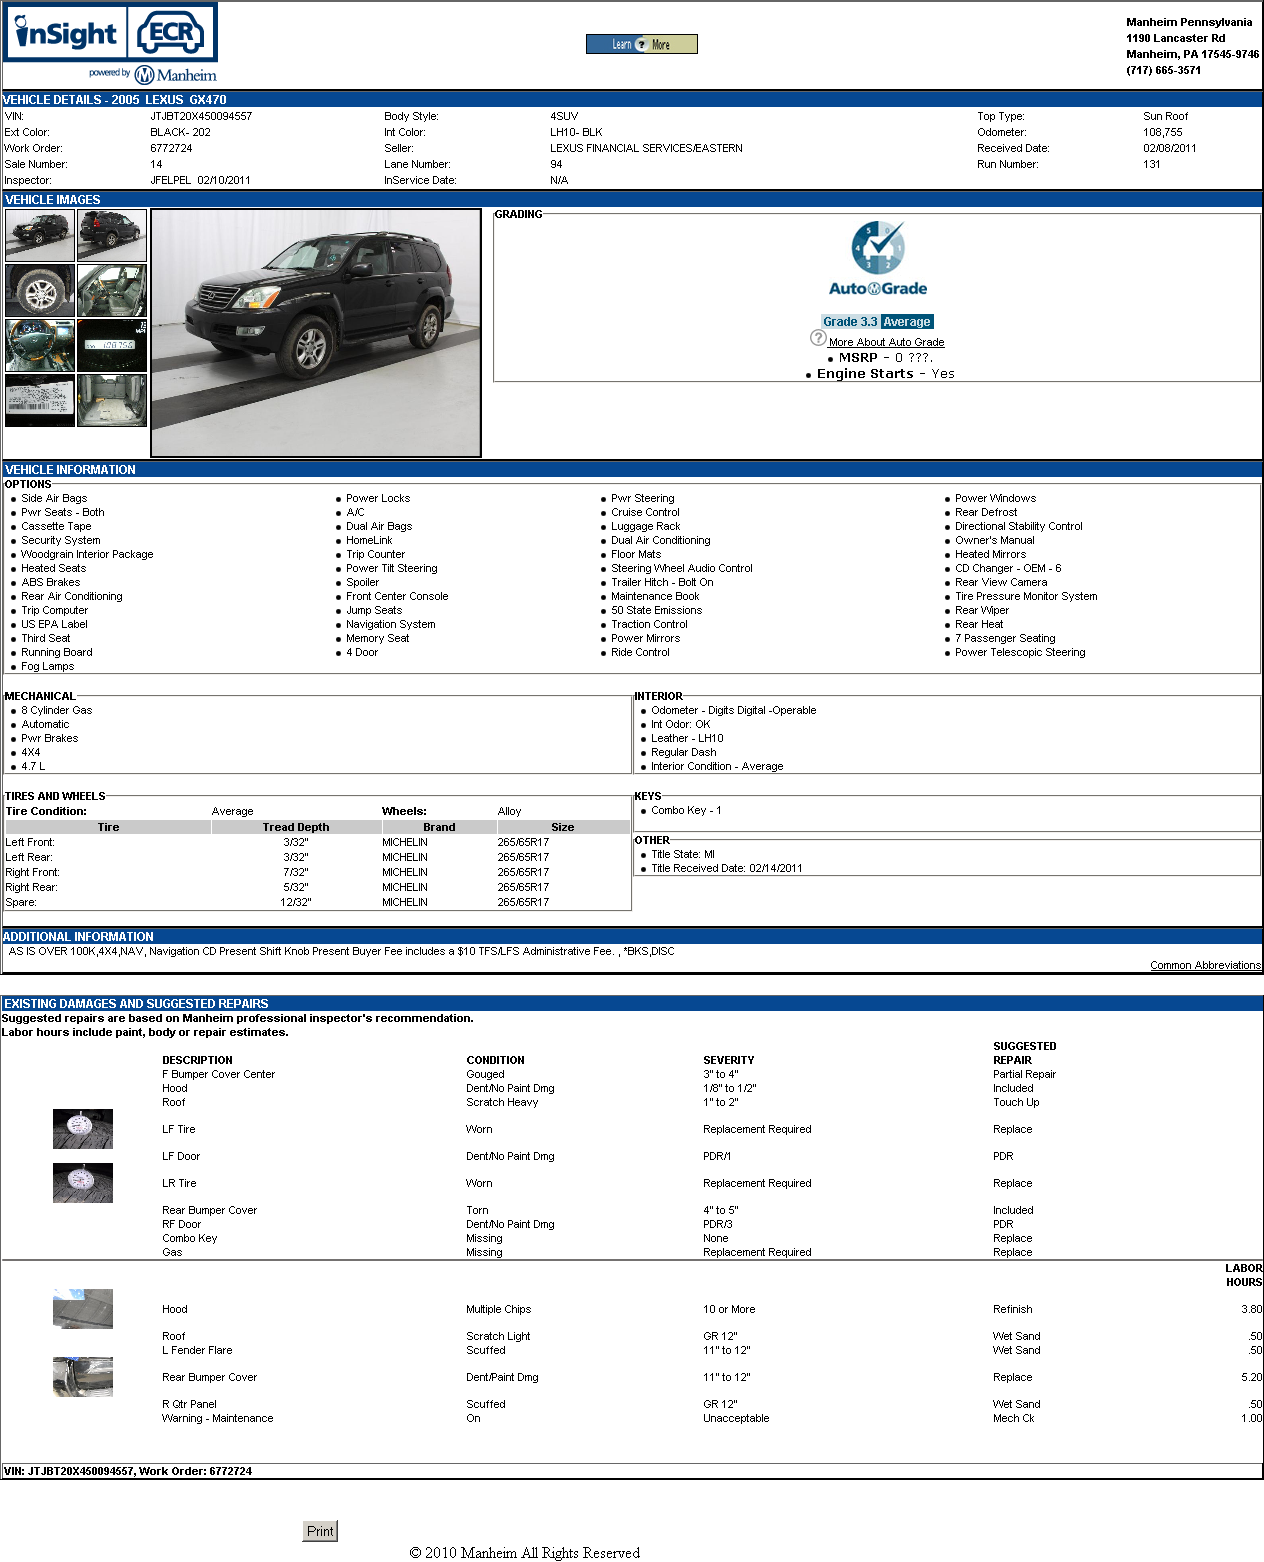 inSight ECR
powered by Manheim
Learn ? More
Manheim Pennsylvania
1190 Lancaster Rd
Manheim, PA 17545-9746
(717) 665-3571
VEHICLE DETAILS - 2005 LEXUS GX470
VIN: JTJBT20X450094557 Body Style: 4SUV Top Type: Sun Roof
Ext Color: BLACK- 202 Int Color: LH10- BLK Odometer: 108,755
Work Order: 6772724 Seller: LEXUS FINANCIAL SERVICES/EASTERN Received Date: 02/08/2011
Sale Number: 14 Lane Number: 94 Run Number: 131
Inspector: JFELPEL 02/10/2011 InService Date: N/A
VEHICLE IMAGES
GRADING
5 0 4 1 3 2
AutoGrade
Grade 3.3 Average
? More About Auto Grade
• MSRP - 0 ???.
• Engine Starts - Yes
VEHICLE INFORMATION
OPTIONS
• Side Air Bags • Power Locks • Pwr Steering • Power Windows
• Pwr Seats - Both • A/C • Cruise Control • Rear Defrost
• Cassette Tape • Dual Air Bags • Luggage Rack • Directional Stability Control
• Security System • HomeLink • Dual Air Conditioning • Owner's Manual
• Woodgrain Interior Package • Trip Counter • Floor Mats • Heated Mirrors
• Heated Seats • Power Tilt Steering • Steering Wheel Audio Control • CD Changer - OEM - 6
• ABS Brakes • Spoiler • Trailer Hitch - Bolt On • Rear View Camera
• Rear Air Conditioning • Front Center Console • Maintenance Book • Tire Pressure Monitor System
• Trip Computer • Jump Seats • 50 State Emissions • Rear Wiper
• US EPA Label • Navigation System • Traction Control • Rear Heat
• Third Seat • Memory Seat • Power Mirrors • 7 Passenger Seating
• Running Board • 4 Door • Ride Control • Power Telescopic Steering
• Fog Lamps
MECHANICAL
• 8 Cylinder Gas
• Automatic
• Pwr Brakes
• 4X4
• 4.7 L
INTERIOR
• Odometer - Digits Digital -Operable
• Int Odor: OK
• Leather - LH10
• Regular Dash
• Interior Condition - Average
TIRES AND WHEELS
Tire Condition: Average Wheels: Alloy
Tire Tread Depth Brand Size
Left Front: 3/32" MICHELIN 265/65R17
Left Rear: 3/32" MICHELIN 265/65R17
Right Front: 7/32" MICHELIN 265/65R17
Right Rear: 5/32" MICHELIN 265/65R17
Spare: 12/32" MICHELIN 265/65R17
KEYS
• Combo Key - 1
OTHER
• Title State: MI
• Title Received Date: 02/14/2011
ADDITIONAL INFORMATION
AS IS OVER 100K,4X4,NAV, Navigation CD Present Shift Knob Present Buyer Fee includes a $10 TFS/LFS Administrative Fee. , *BKS,DISC
Common Abbreviations
EXISTING DAMAGES AND SUGGESTED REPAIRS
Suggested repairs are based on Manheim professional inspector's recommendation.
Labor hours include paint, body or repair estimates.
DESCRIPTION CONDITION SEVERITY SUGGESTED REPAIR
F Bumper Cover Center Gouged 3" to 4" Partial Repair
Hood Dent/No Paint Dmg 1/8" to 1/2" Included
Roof Scratch Heavy 1" to 2" Touch Up
LF Tire Worn Replacement Required Replace
LF Door Dent/No Paint Dmg PDR/1 PDR
LR Tire Worn Replacement Required Replace
Rear Bumper Cover Torn 4" to 5" Included
RF Door Dent/No Paint Dmg PDR/3 PDR
Combo Key Missing None Replace
Gas Missing Replacement Required Replace
LABOR HOURS
Hood Multiple Chips 10 or More Refinish 3.80
Roof Scratch Light GR 12" Wet Sand .50
L Fender Flare Scuffed 11" to 12" Wet Sand .50
Rear Bumper Cover Dent/Paint Dmg 11" to 12" Replace 5.20
R Qtr Panel Scuffed GR 12" Wet Sand .50
Warning - Maintenance On Unacceptable Mech Ck 1.00
VIN: JTJBT20X450094557, Work Order: 6772724
Print
© 2010 Manheim All Rights Reserved